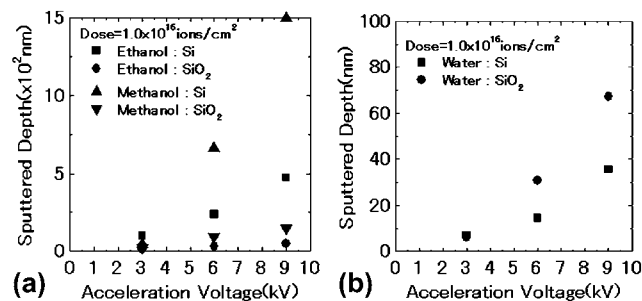 Sputtered Depth(x10²nm)
15
10
5
0
Dose=1.0x10¹⁶ions/cm²
Ethanol : Si
Ethanol : SiO₂
Methanol : Si
Methanol : SiO₂
0 1 2 3 4 5 6 7 8 9 10
Acceleration Voltage(kV)
(a)
Sputtered Depth(nm)
100
80
60
40
20
0
Dose=1.0x10¹⁶ions/cm²
Water : Si
Water : SiO₂
0 1 2 3 4 5 6 7 8 9 10
Acceleration Voltage(kV)
(b)